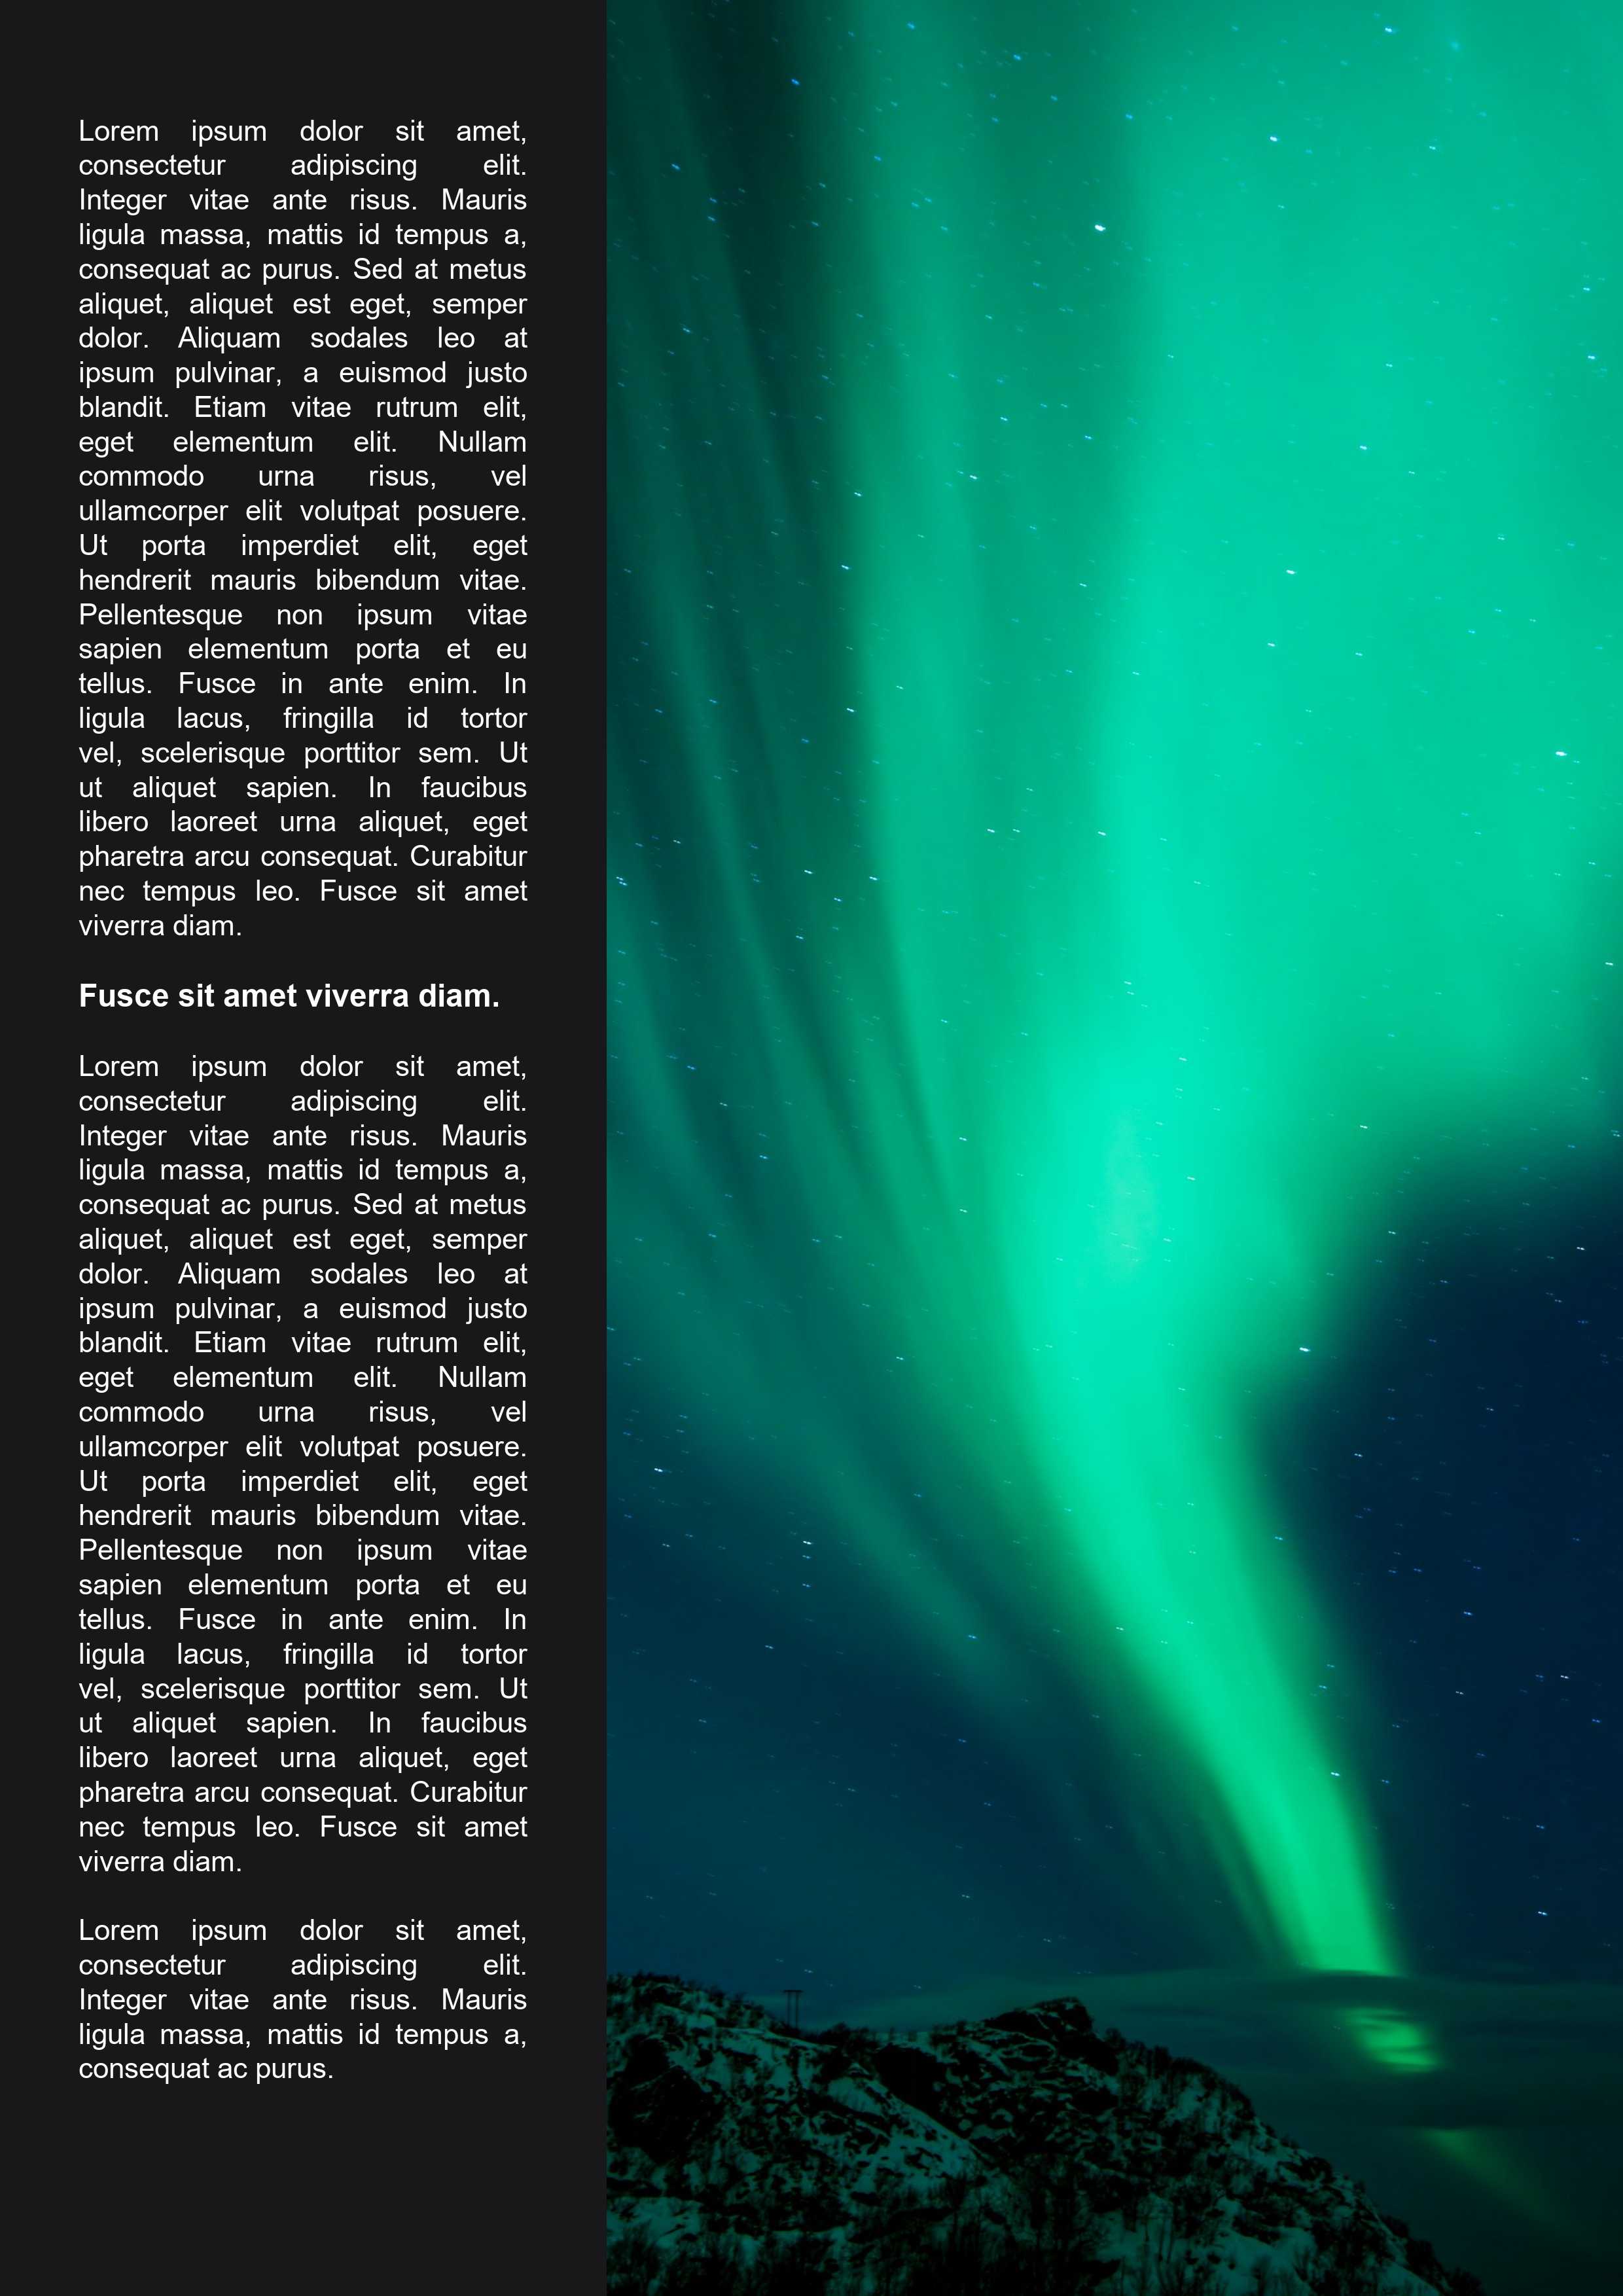 Lorem ipsum dolor sit amet,
consectetur adipiscing elit.
Integer vitae ante risus. Mauris
ligula massa, mattis id tempus a,
consequat ac purus. Sed at metus
aliquet, aliquet est eget, semper
dolor. Aliquam sodales leo at
ipsum pulvinar, a euismod justo
blandit. Etiam vitae rutrum elit,
eget elementum elit. Nullam
commodo urna risus, vel
ullamcorper elit volutpat posuere.
Ut porta imperdiet elit, eget
hendrerit mauris bibendum vitae.
Pellentesque non ipsum vitae
sapien elementum porta et eu
tellus. Fusce in ante enim. In
ligula lacus, fringilla id tortor
vel, scelerisque porttitor sem. Ut
ut aliquet sapien. In faucibus
libero laoreet urna aliquet, eget
pharetra arcu consequat. Curabitur
nec tempus leo. Fusce sit amet
viverra diam.
Fusce sit amet viverra diam.
Lorem ipsum dolor sit amet,
consectetur adipiscing elit.
Integer vitae ante risus. Mauris
ligula massa, mattis id tempus a,
consequat ac purus. Sed at metus
aliquet, aliquet est eget, semper
dolor. Aliquam sodales leo at
ipsum pulvinar, a euismod justo
blandit. Etiam vitae rutrum elit,
eget elementum elit. Nullam
commodo urna risus, vel
ullamcorper elit volutpat posuere.
Ut porta imperdiet elit, eget
hendrerit mauris bibendum vitae.
Pellentesque non ipsum vitae
sapien elementum porta et eu
tellus. Fusce in ante enim. In
ligula lacus, fringilla id tortor
vel, scelerisque porttitor sem. Ut
ut aliquet sapien. In faucibus
libero laoreet urna aliquet, eget
pharetra arcu consequat. Curabitur
nec tempus leo. Fusce sit amet
viverra diam.
Lorem ipsum dolor sit amet,
consectetur adipiscing elit.
Integer vitae ante risus. Mauris
ligula massa, mattis id tempus a,
consequat ac purus.